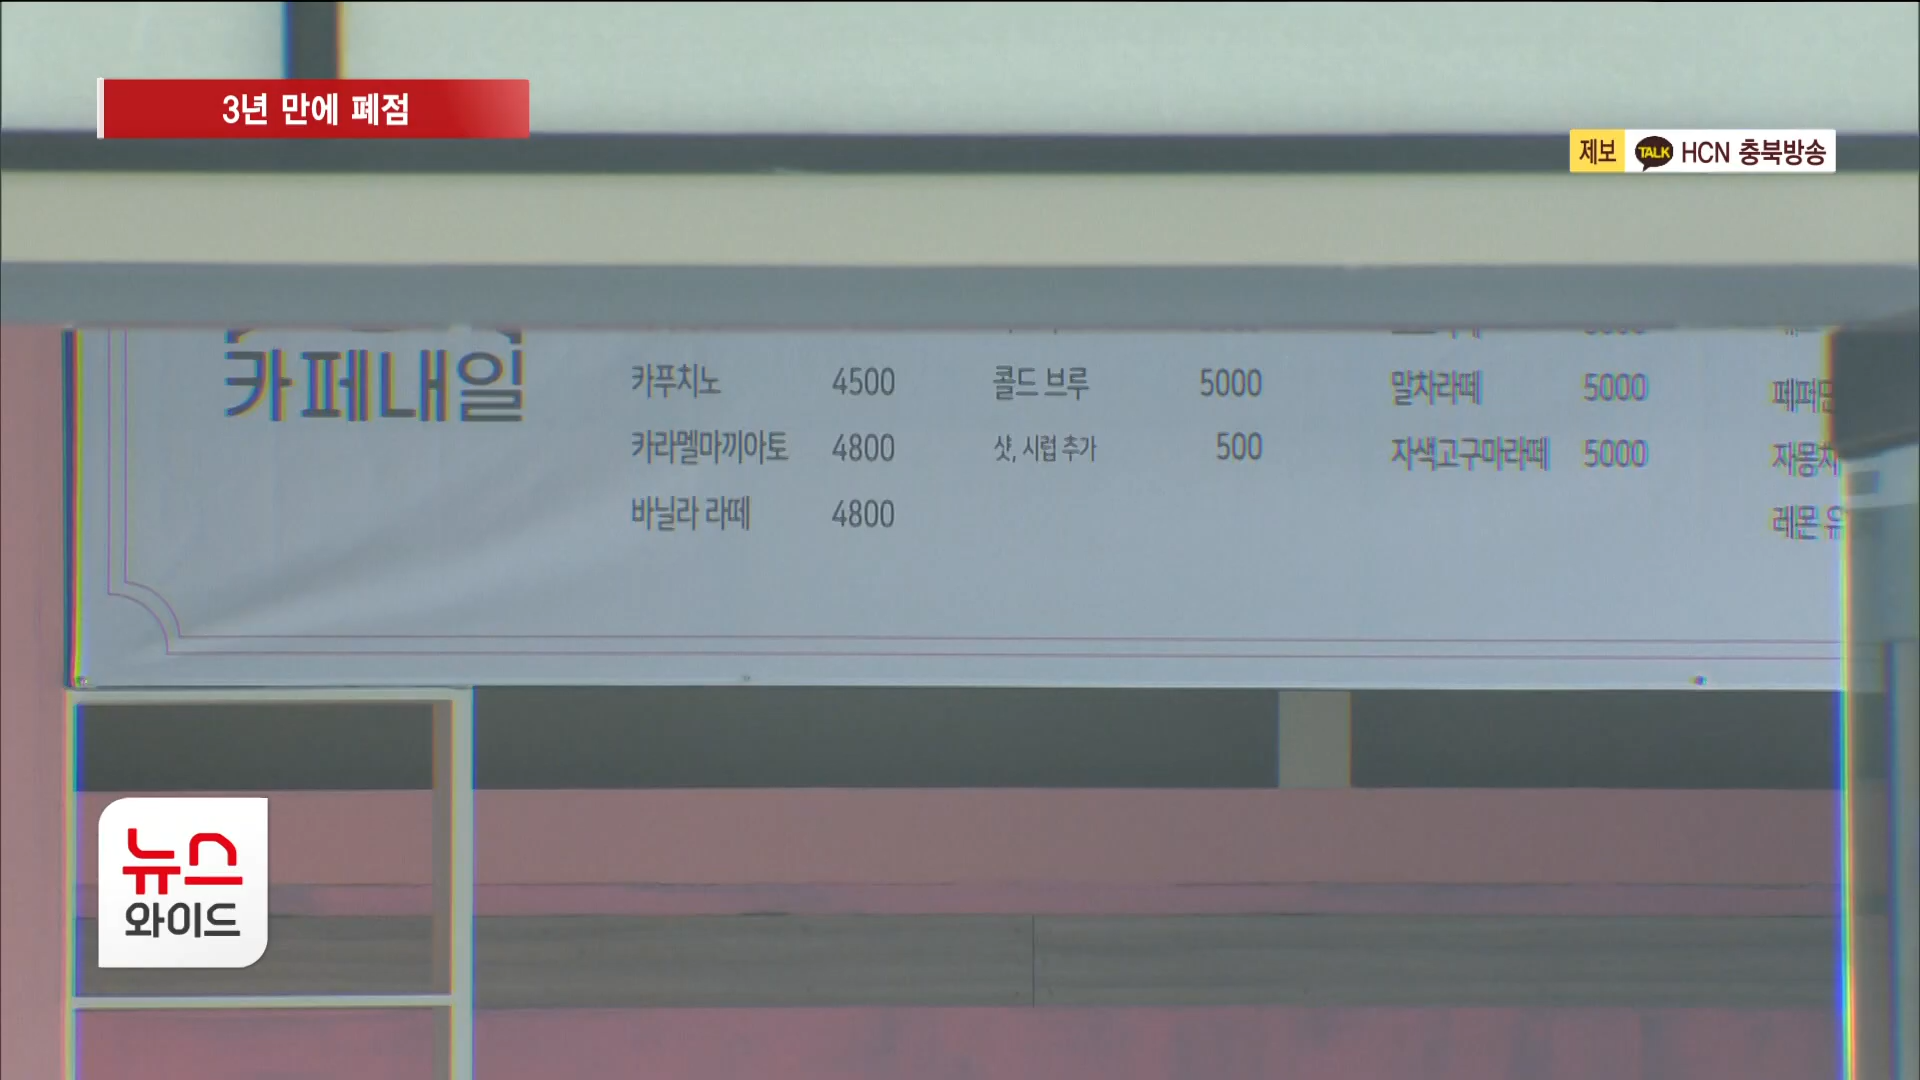 3년 만에 폐점
제보 TALK HCN 충북방송
카페내일
카푸치노 4500 콜드 브루 5000 말차라떼 5000
카라멜마끼아토 4800 샷, 시럽 추가 500 자색고구마라떼 5000
바닐라 라떼 4800 레몬
뉴스
와이드